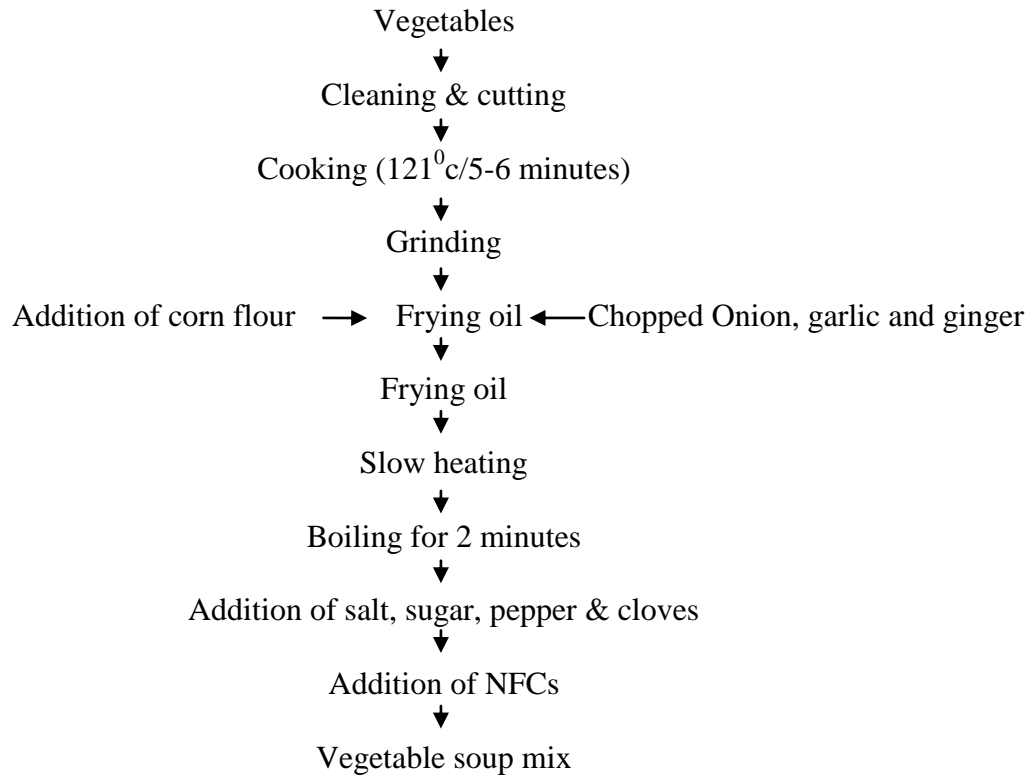 Vegetables
Cleaning & cutting
Cooking (121⁰c/5-6 minutes)
Grinding
Addition of corn flour Frying oil Chopped Onion, garlic and ginger
Frying oil
Slow heating
Boiling for 2 minutes
Addition of salt, sugar, pepper & cloves
Addition of NFCs
Vegetable soup mix